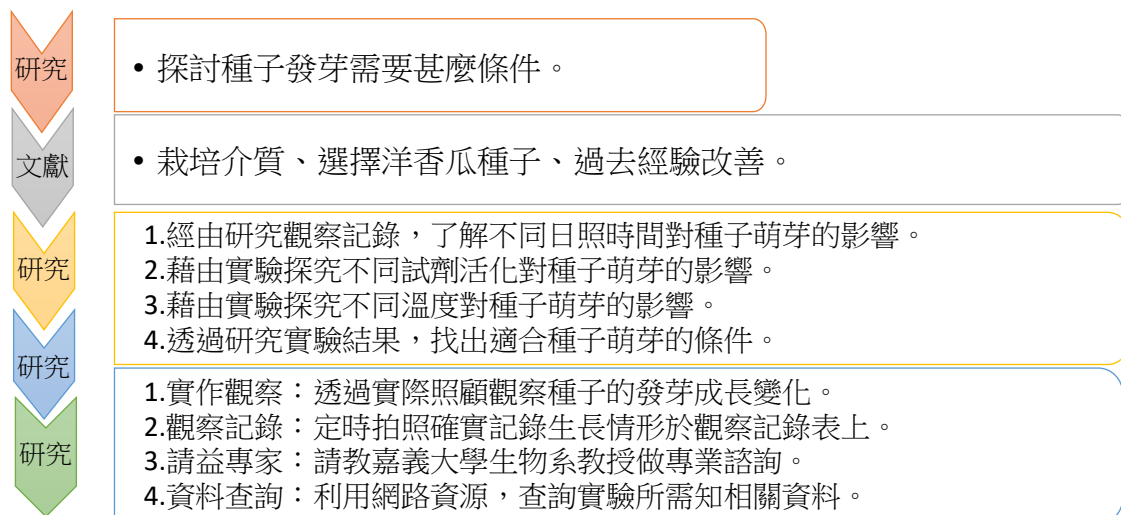 研究
• 探討種子發芽需要甚麼條件。
文獻
• 栽培介質、選擇洋香瓜種子、過去經驗改善。
研究
1.經由研究觀察記錄，了解不同日照時間對種子萌芽的影響。
2.藉由實驗探究不同試劑活化對種子萌芽的影響。
3.藉由實驗探究不同溫度對種子萌芽的影響。
4.透過研究實驗結果，找出適合種子萌芽的條件。
研究
1.實作觀察：透過實際照顧觀察種子的發芽成長變化。
2.觀察記錄：定時拍照確實記錄生長情形於觀察記錄表上。
研究
3.請益專家：請教嘉義大學生物系教授做專業諮詢。
4.資料查詢：利用網路資源，查詢實驗所需知相關資料。